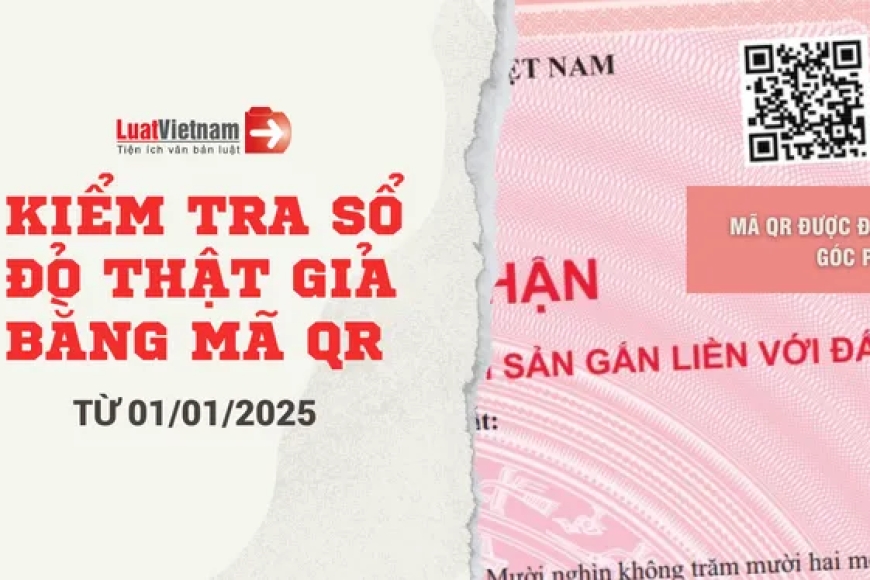 LuatVietnam
Tiện ích văn bản luật
KIỂM TRA SỔ
ĐỎ THẬT GIẢ
BẰNG MÃ QR
TỪ 01/01/2025
ỆT NAM
MÃ QR ĐƯỢC Đ
GÓC P
HẬN
SẢN GẮN LIỀN VỚI ĐẤ
ất:
Mười nghìn không trăm mười hai m